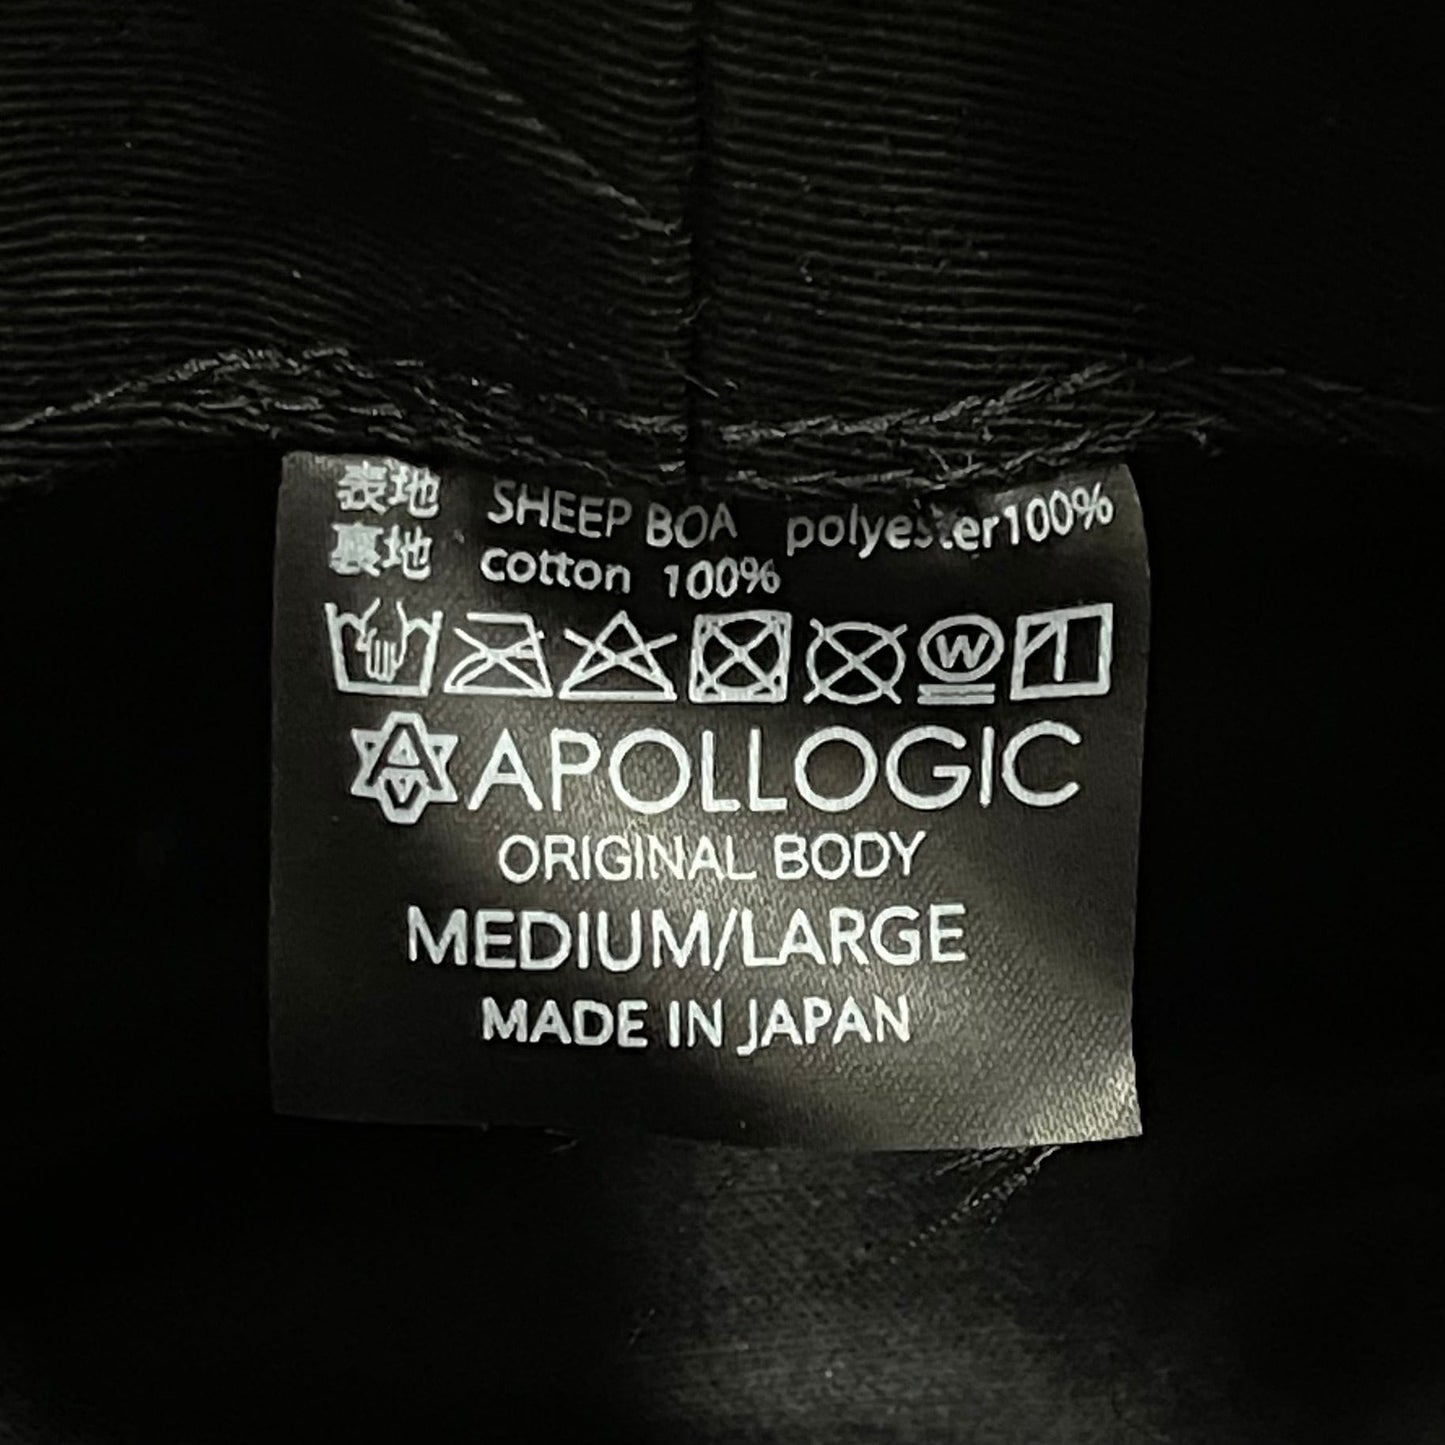 表地 SHEEP BOA polyester100%
裏地 cotton 100%
W
APOLLOGIC
ORIGINAL BODY
MEDIUM/LARGE
MADE IN JAPAN